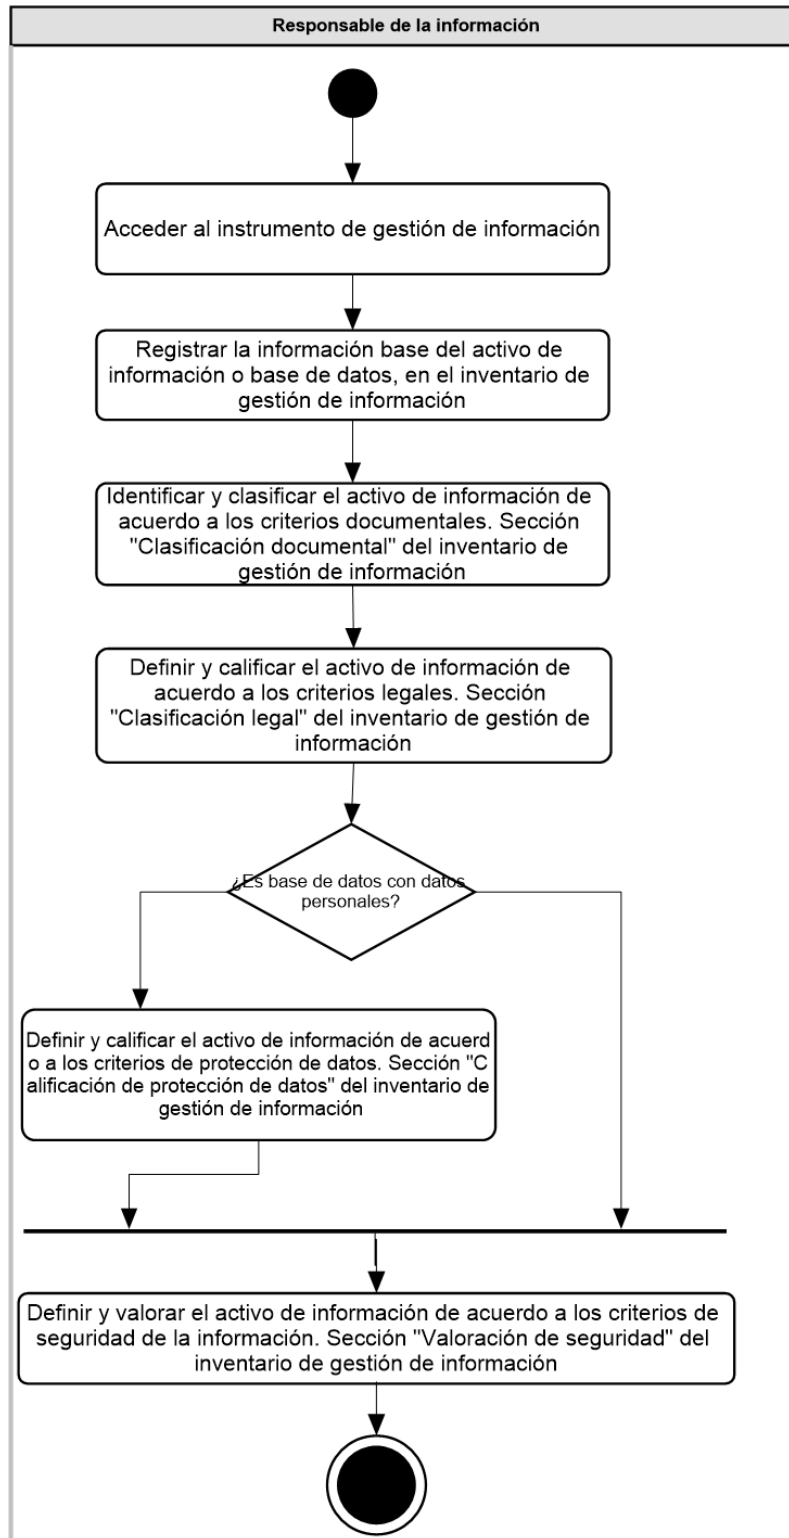 Responsable de la información
Acceder al instrumento de gestión de información
Registrar la información base del activo de
información o base de datos, en el inventario de
gestión de información
Identificar y clasificar el activo de información de
acuerdo a los criterios documentales. Sección
"Clasificación documental" del inventario de
gestión de información
Definir y calificar el activo de información de
acuerdo a los criterios legales. Sección
"Clasificación legal" del inventario de gestión de
información
¿Es base de datos con datos
personales?
Definir y calificar el activo de información de acuerd
o a los criterios de protección de datos. Sección "C
alificación de protección de datos" del inventario de
gestión de información
Definir y valorar el activo de información de acuerdo a los criterios de
seguridad de la información. Sección "Valoración de seguridad" del
inventario de gestión de información